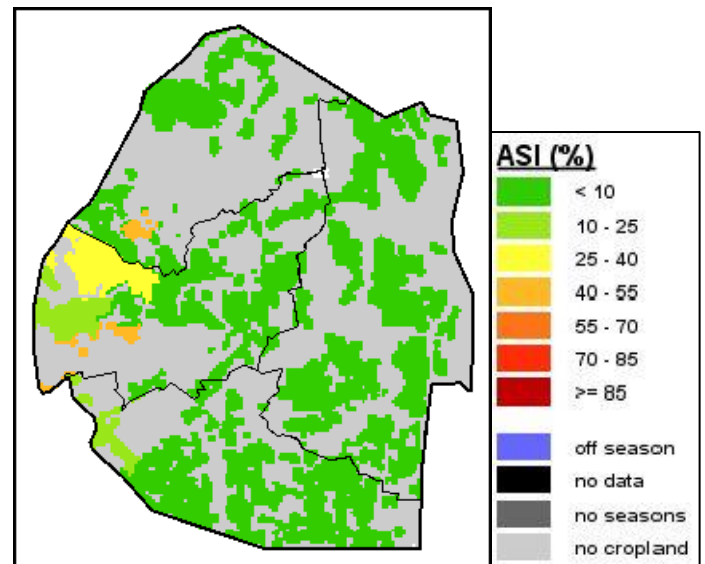 ASI (%)
< 10
10 - 25
25 - 40
40 - 55
55 - 70
70 - 85
>= 85
off season
no data
no seasons
no cropland